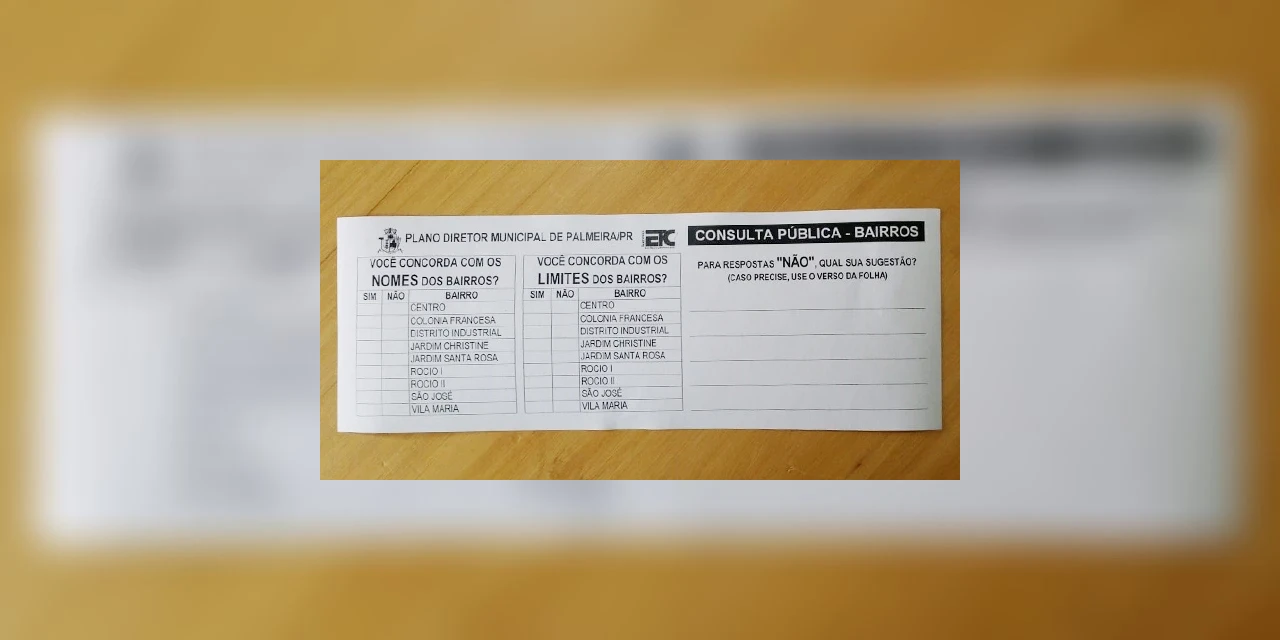 PLANO DIRETOR MUNICIPAL DE PALMEIRA/PR
ETC
CONSULTA PÚBLICA - BAIRROS
VOCÊ CONCORDA COM OS
NOMES DOS BAIRROS?
SIM NÃO BAIRRO
CENTRO
COLONIA FRANCESA
DISTRITO INDUSTRIAL
JARDIM CHRISTINE
JARDIM SANTA ROSA
ROCIO I
ROCIO II
SÃO JOSÉ
VILA MARIA
VOCÊ CONCORDA COM OS
LIMITES DOS BAIRROS?
SIM NÃO BAIRRO
CENTRO
COLONIA FRANCESA
DISTRITO INDUSTRIAL
JARDIM CHRISTINE
JARDIM SANTA ROSA
ROCIO I
ROCIO II
SÃO JOSÉ
VILA MARIA
PARA RESPOSTAS "NÃO", QUAL SUA SUGESTÃO?
(CASO PRECISE, USE O VERSO DA FOLHA)